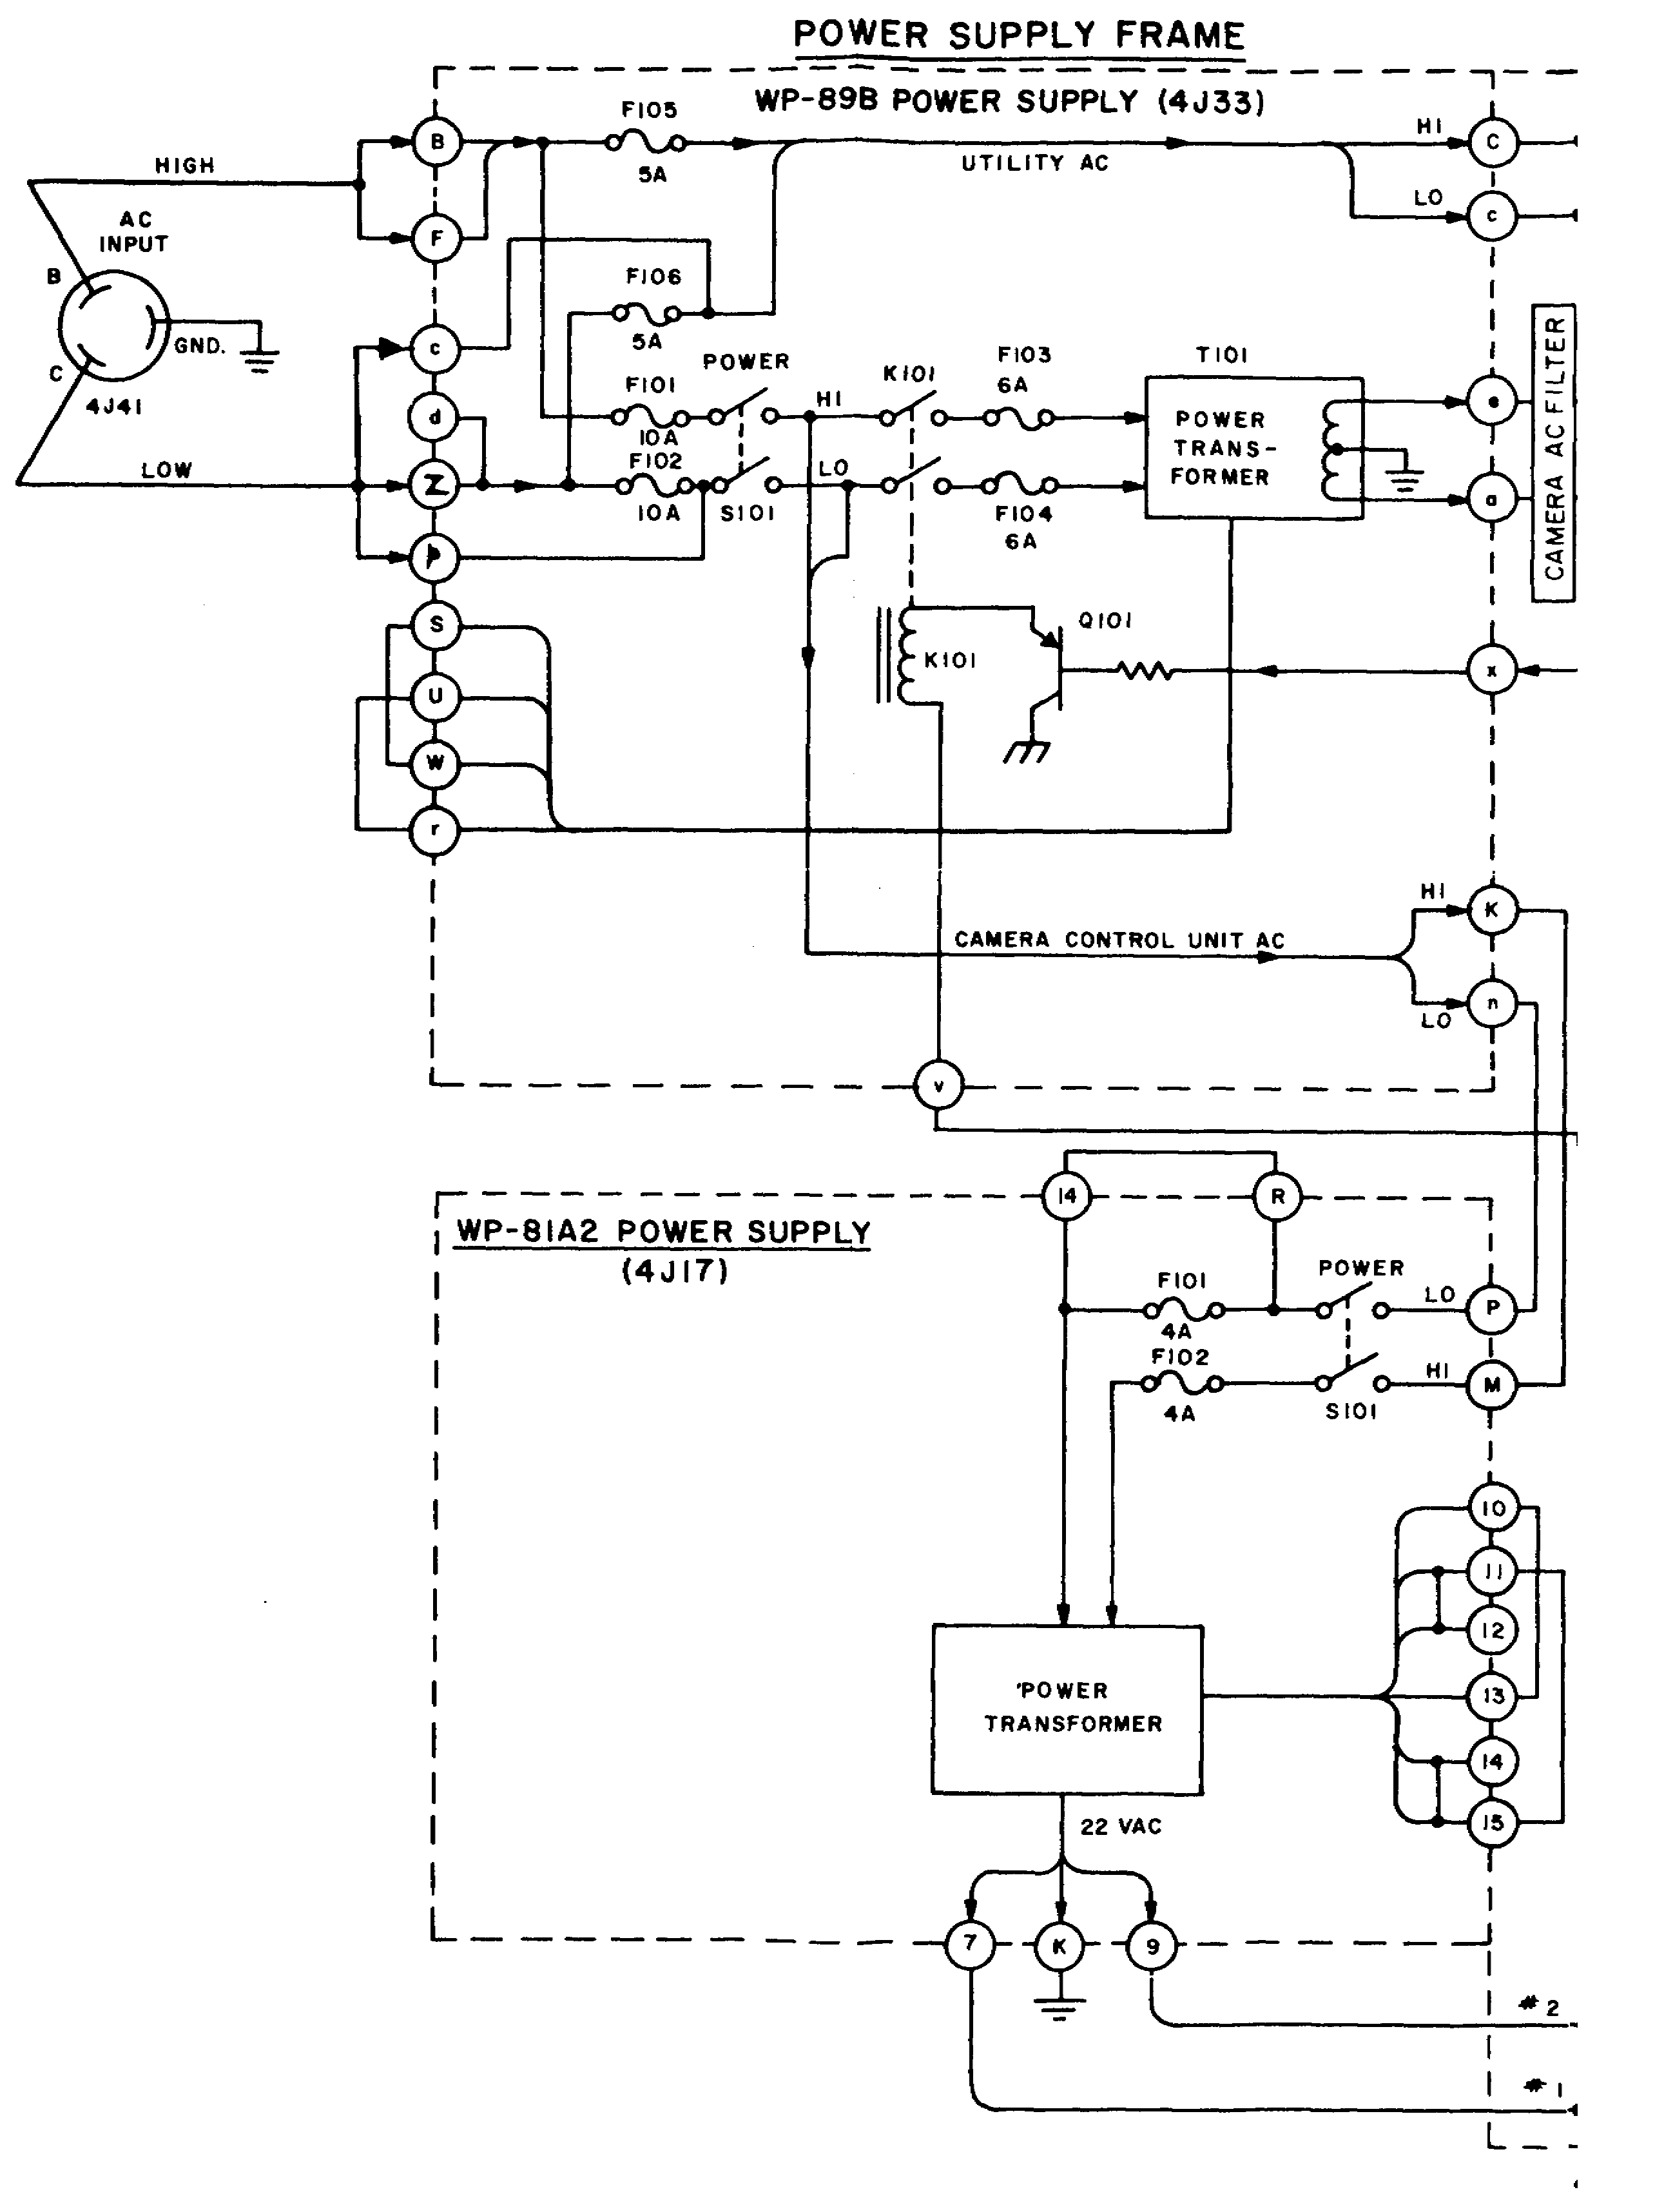 POWER SUPPLY FRAME
WP-89B POWER SUPPLY (4J33)
F105
5A
HIGH
AC
INPUT
B
C
GND.
4J41
LOW
B
F
c
d
Z
p
S
U
W
r
UTILITY AC
HI
C
LO
c
F106
5A
POWER
F101
10A
F102
10A
S101
HI
LO
K101
F103
6A
F104
6A
T101
POWER
TRANS-
FORMER
e
a
CAMERA AC FILTER
K101
Q101
x
HI
K
CAMERA CONTROL UNIT AC
n
LO
v
14
R
WP-81A2 POWER SUPPLY
(4J17)
F101
4A
F102
4A
POWER
S101
LO
P
HI
M
10
11
12
13
14
15
POWER
TRANSFORMER
22 VAC
7
K
9
# 2
# 1